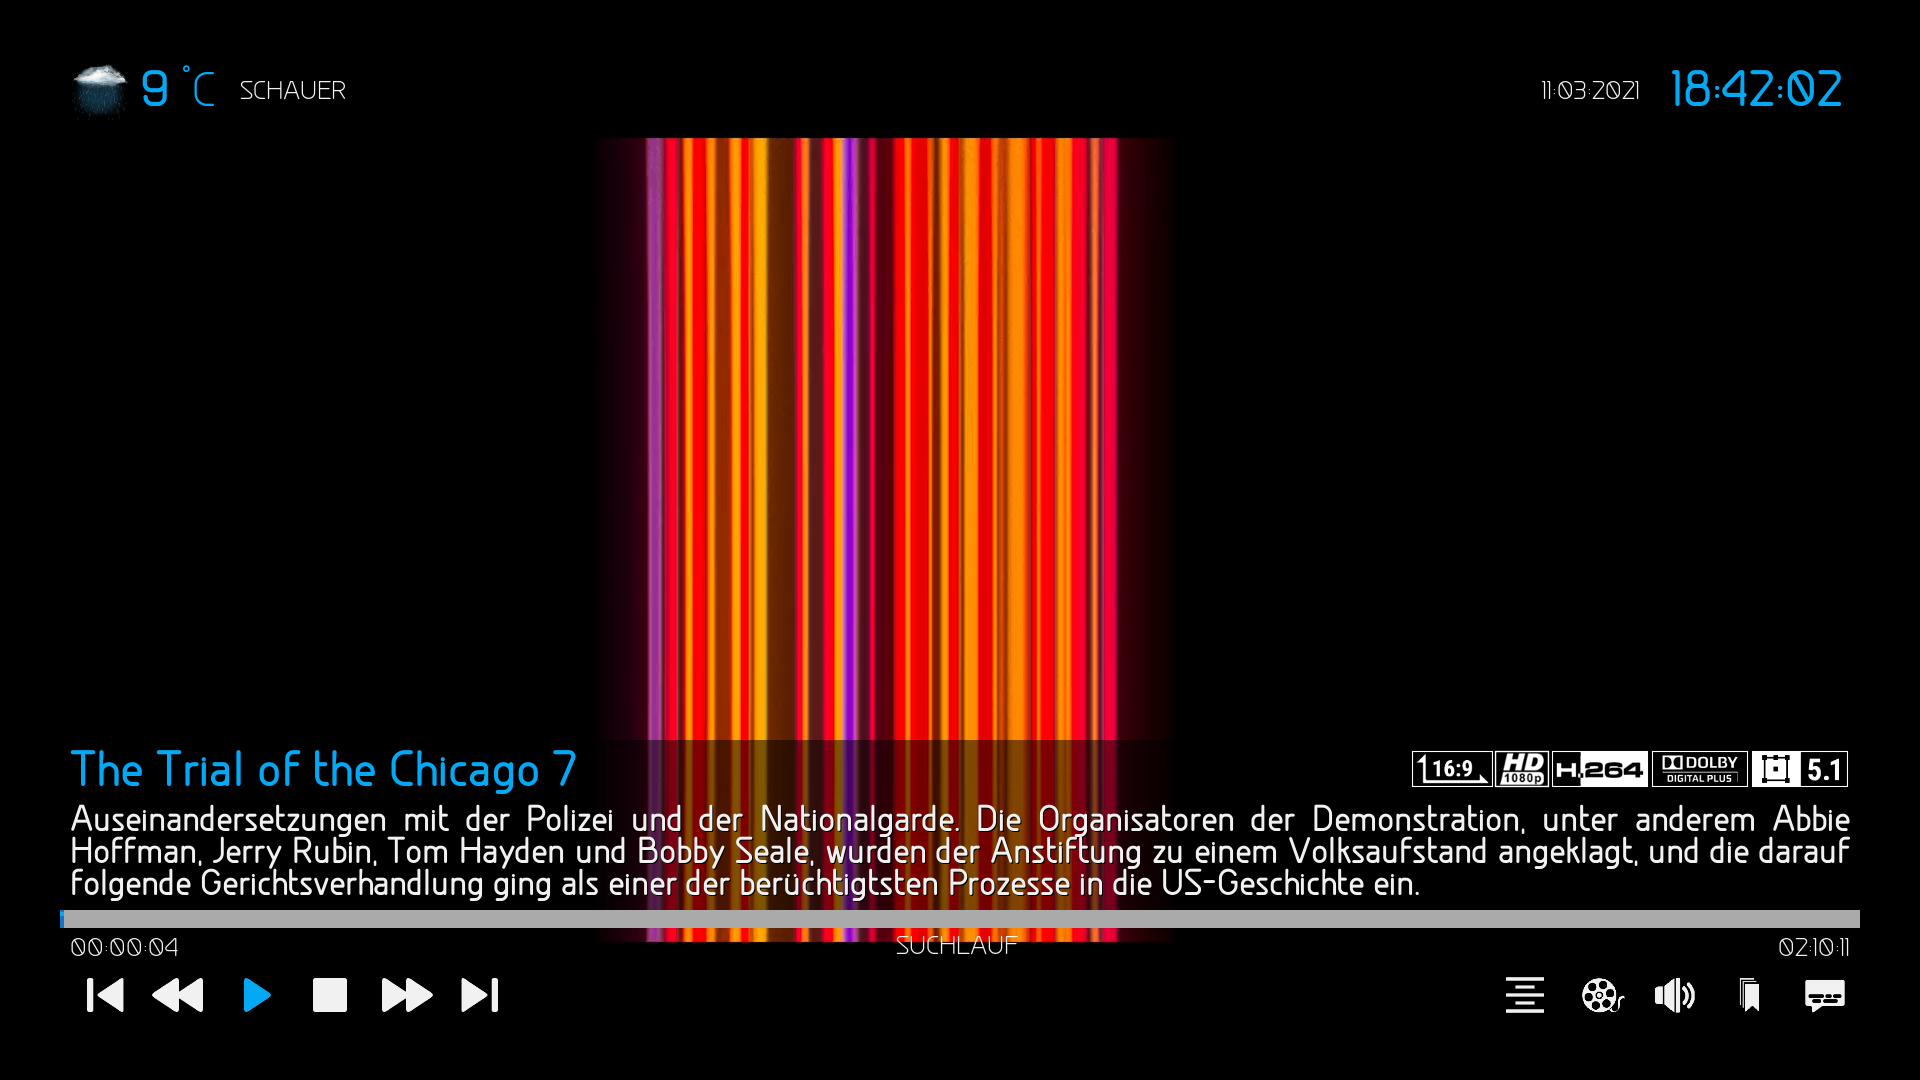 9 °C SCHAUER
11:03:2021 18:42:02
The Trial of the Chicago 7
16:9 HD 1080p H.264 DOLBY DIGITAL PLUS 5.1
Auseinandersetzungen mit der Polizei und der Nationalgarde. Die Organisatoren der Demonstration, unter anderem Abbie
Hoffman, Jerry Rubin, Tom Hayden und Bobby Seale, wurden der Anstiftung zu einem Volksaufstand angeklagt, und die darauf
folgende Gerichtsverhandlung ging als einer der berüchtigtsten Prozesse in die US-Geschichte ein.
00:00:04 SUCHLAUF 02:10:11